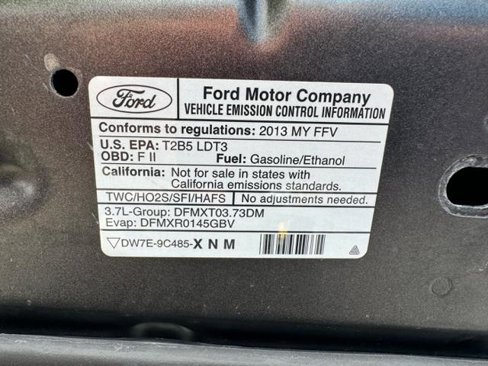 Ford
Ford Motor Company
VEHICLE EMISSION CONTROL INFORMATION
Conforms to regulations: 2013 MY FFV
U.S. EPA: T2B5 LDT3
OBD: F II Fuel: Gasoline/Ethanol
California: Not for sale in states with
California emissions standards.
TWC/HO2S/SFI/HAFS No adjustments needed.
3.7L-Group: DFMXT03.73DM
Evap: DFMXR0145GBV
DW7E-9C485-X N M